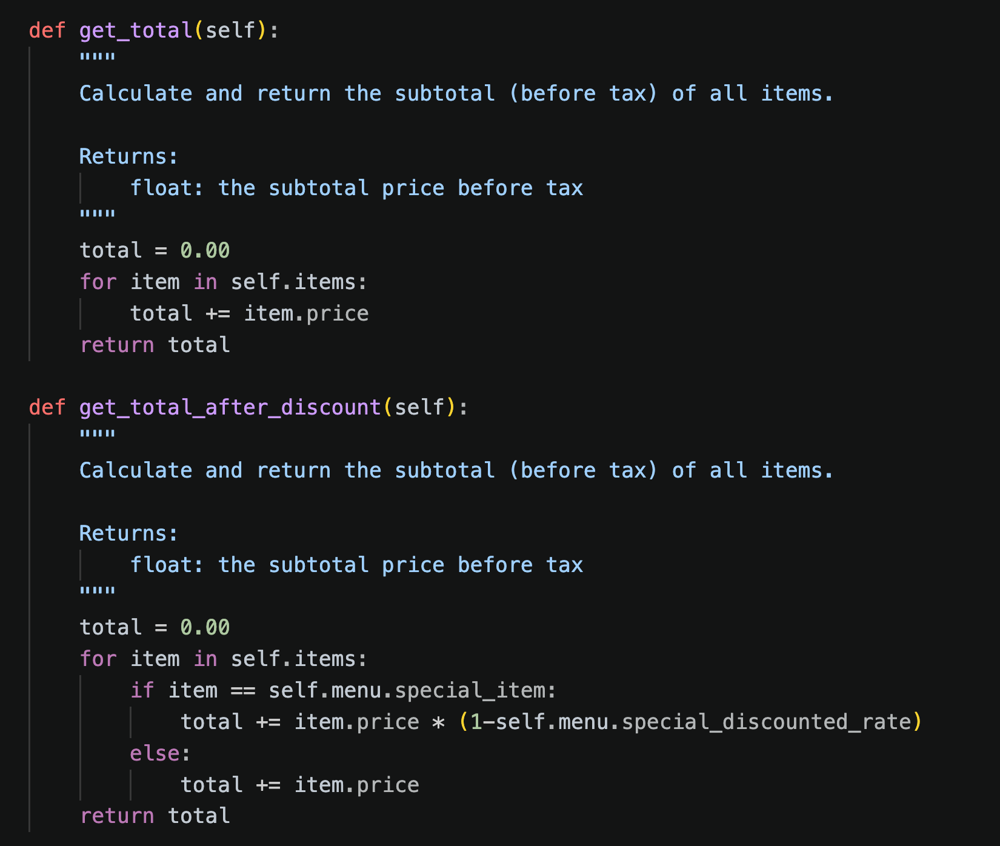 def get_total(self):
    """
    Calculate and return the subtotal (before tax) of all items.

    Returns:
        float: the subtotal price before tax
    """
    total = 0.00
    for item in self.items:
        total += item.price
    return total

def get_total_after_discount(self):
    """
    Calculate and return the subtotal (before tax) of all items.

    Returns:
        float: the subtotal price before tax
    """
    total = 0.00
    for item in self.items:
        if item == self.menu.special_item:
            total += item.price * (1-self.menu.special_discounted_rate)
        else:
            total += item.price
    return total